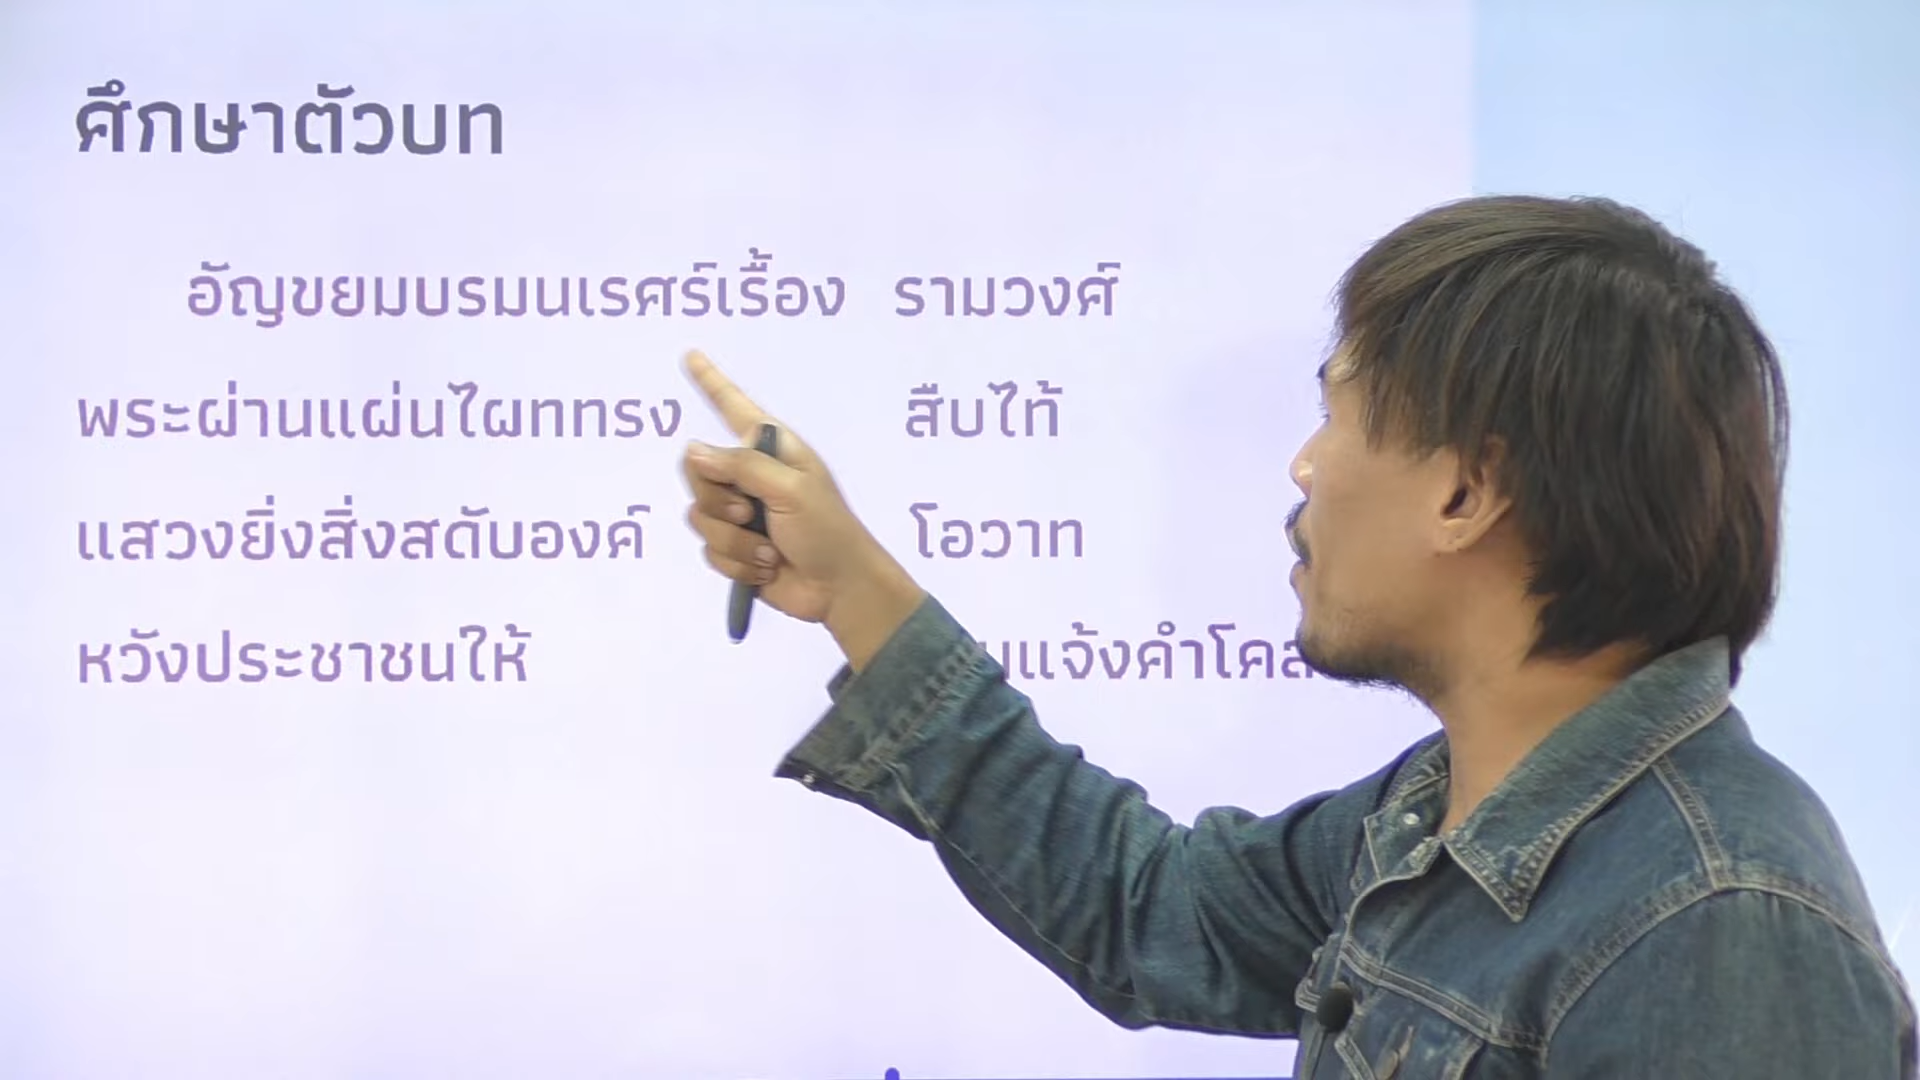 ศึกษาตัวบท
อัญขยมบรมนเรศร์เรื้อง รามวงศ์
พระผ่านแผ่นไผททรง สืบไท้
แสวงยิ่งสิ่งสดับองค์ โอวาท
หวังประชาชนให้ แจ้งคำ